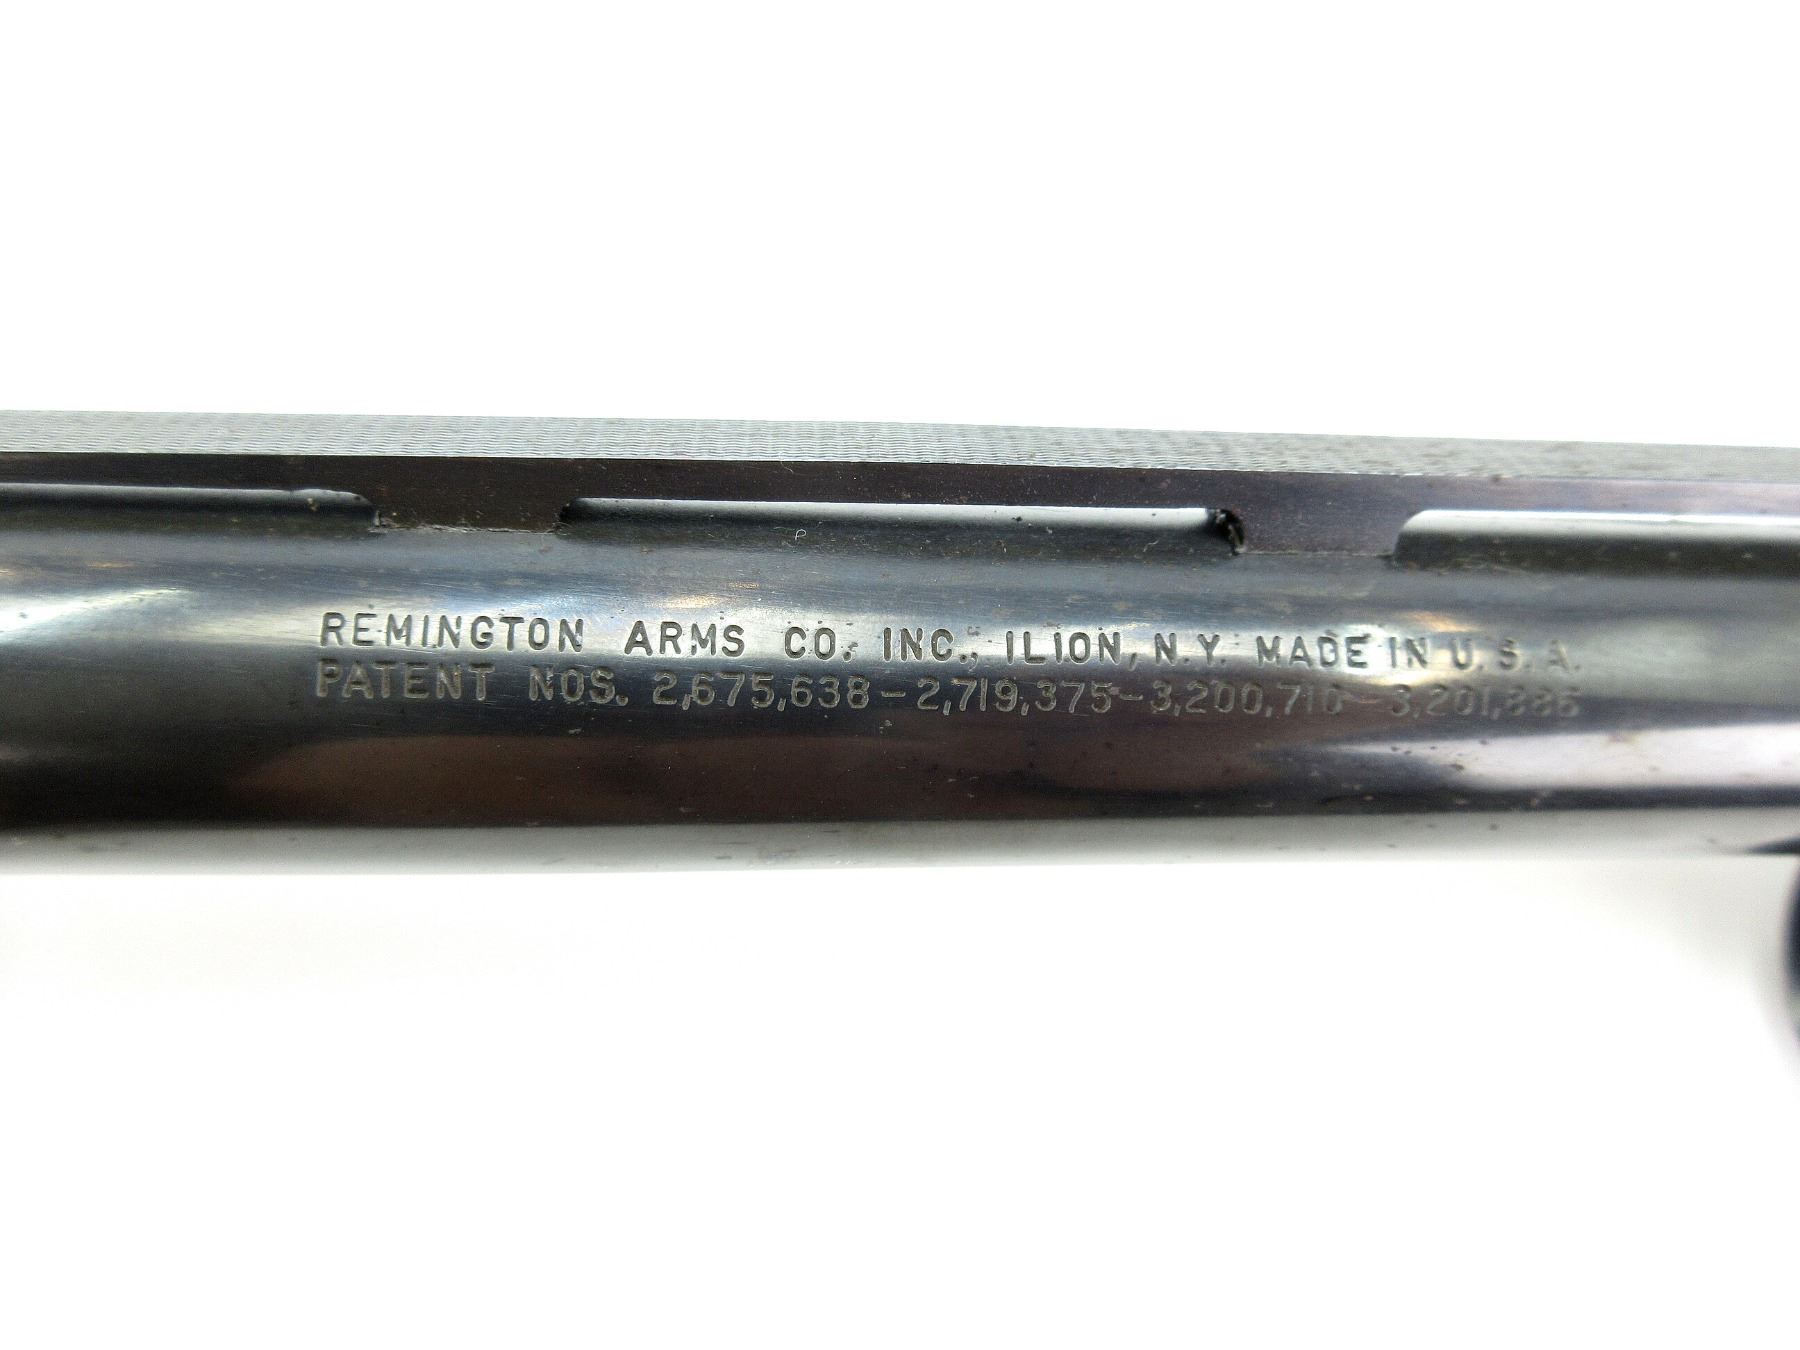 REMINGTON ARMS CO. INC., ILION, N.Y. MADE IN U.S.A.
PATENT NOS. 2,675,638-2,719,375-3,200,710-3,201,886